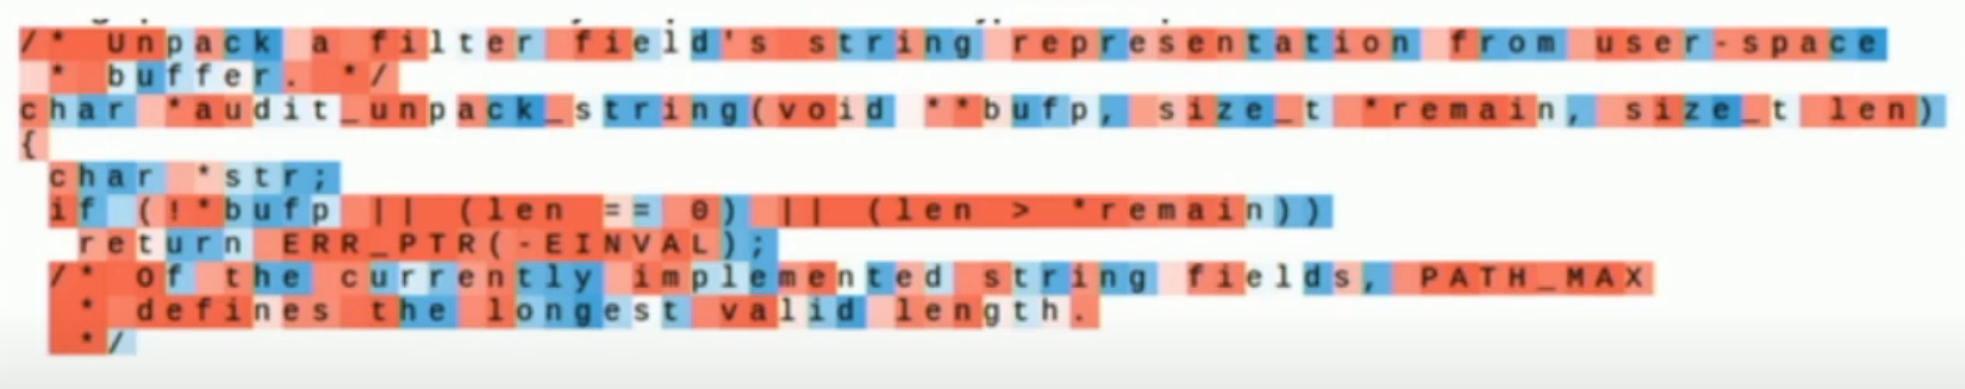 /* Unpack a filter field's string representation from user-space
 * buffer. */
char *audit_unpack_string(void **bufp, size_t *remain, size_t len)
{
  char *str;
  if (!*bufp || (len == 0) || (len > *remain))
    return ERR_PTR(-EINVAL);
  /* Of the currently implemented string fields, PATH_MAX
   * defines the longest valid length.
   */